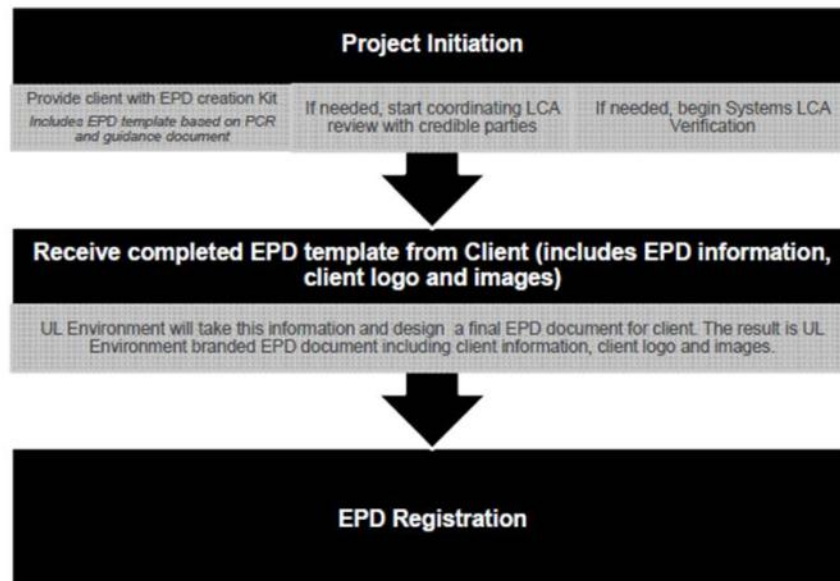 Project Initiation
Provide client with EPD creation Kit
Includes EPD template based on PCR
and guidance document
If needed, start coordinating LCA
review with credible parties
If needed, begin Systems LCA
Verification
Receive completed EPD template from Client (includes EPD information,
client logo and images)
UL Environment will take this information and design a final EPD document for client. The result is UL
Environment branded EPD document including client information, client logo and images.
EPD Registration